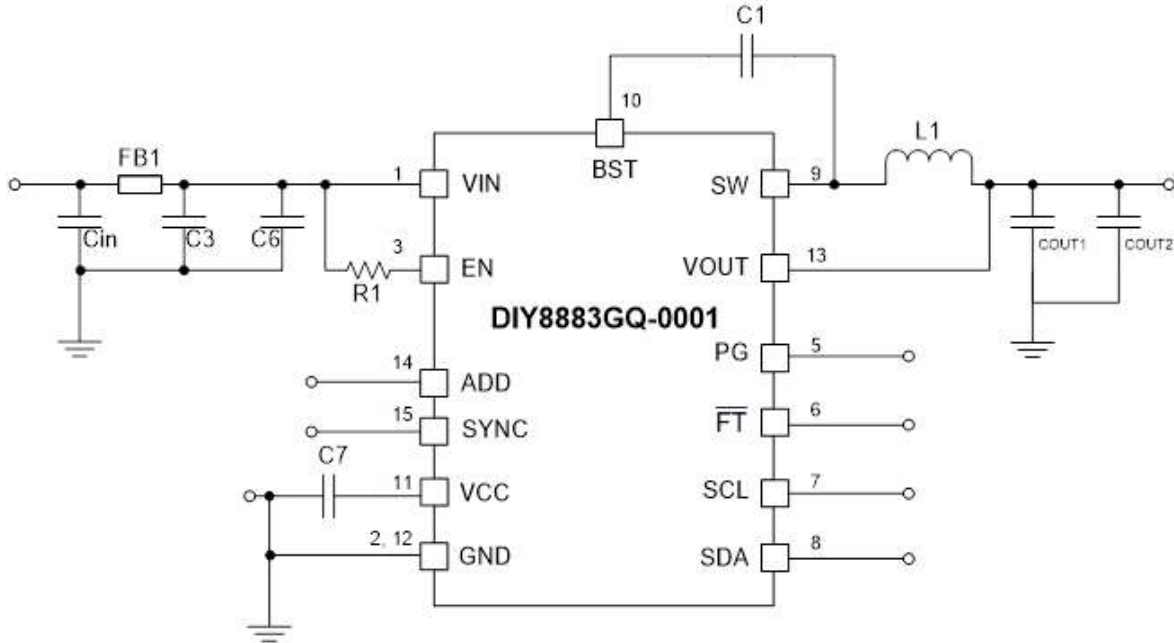 C1
10
BST
L1
FB1
1
VIN
SW
9
Cin
C3
C6
3
EN
R1
VOUT
13
COUT1
COUT2
DIY8883GQ-0001
PG
5
14
ADD
FT
6
15
SYNC
C7
11
VCC
SCL
7
2, 12
GND
SDA
8